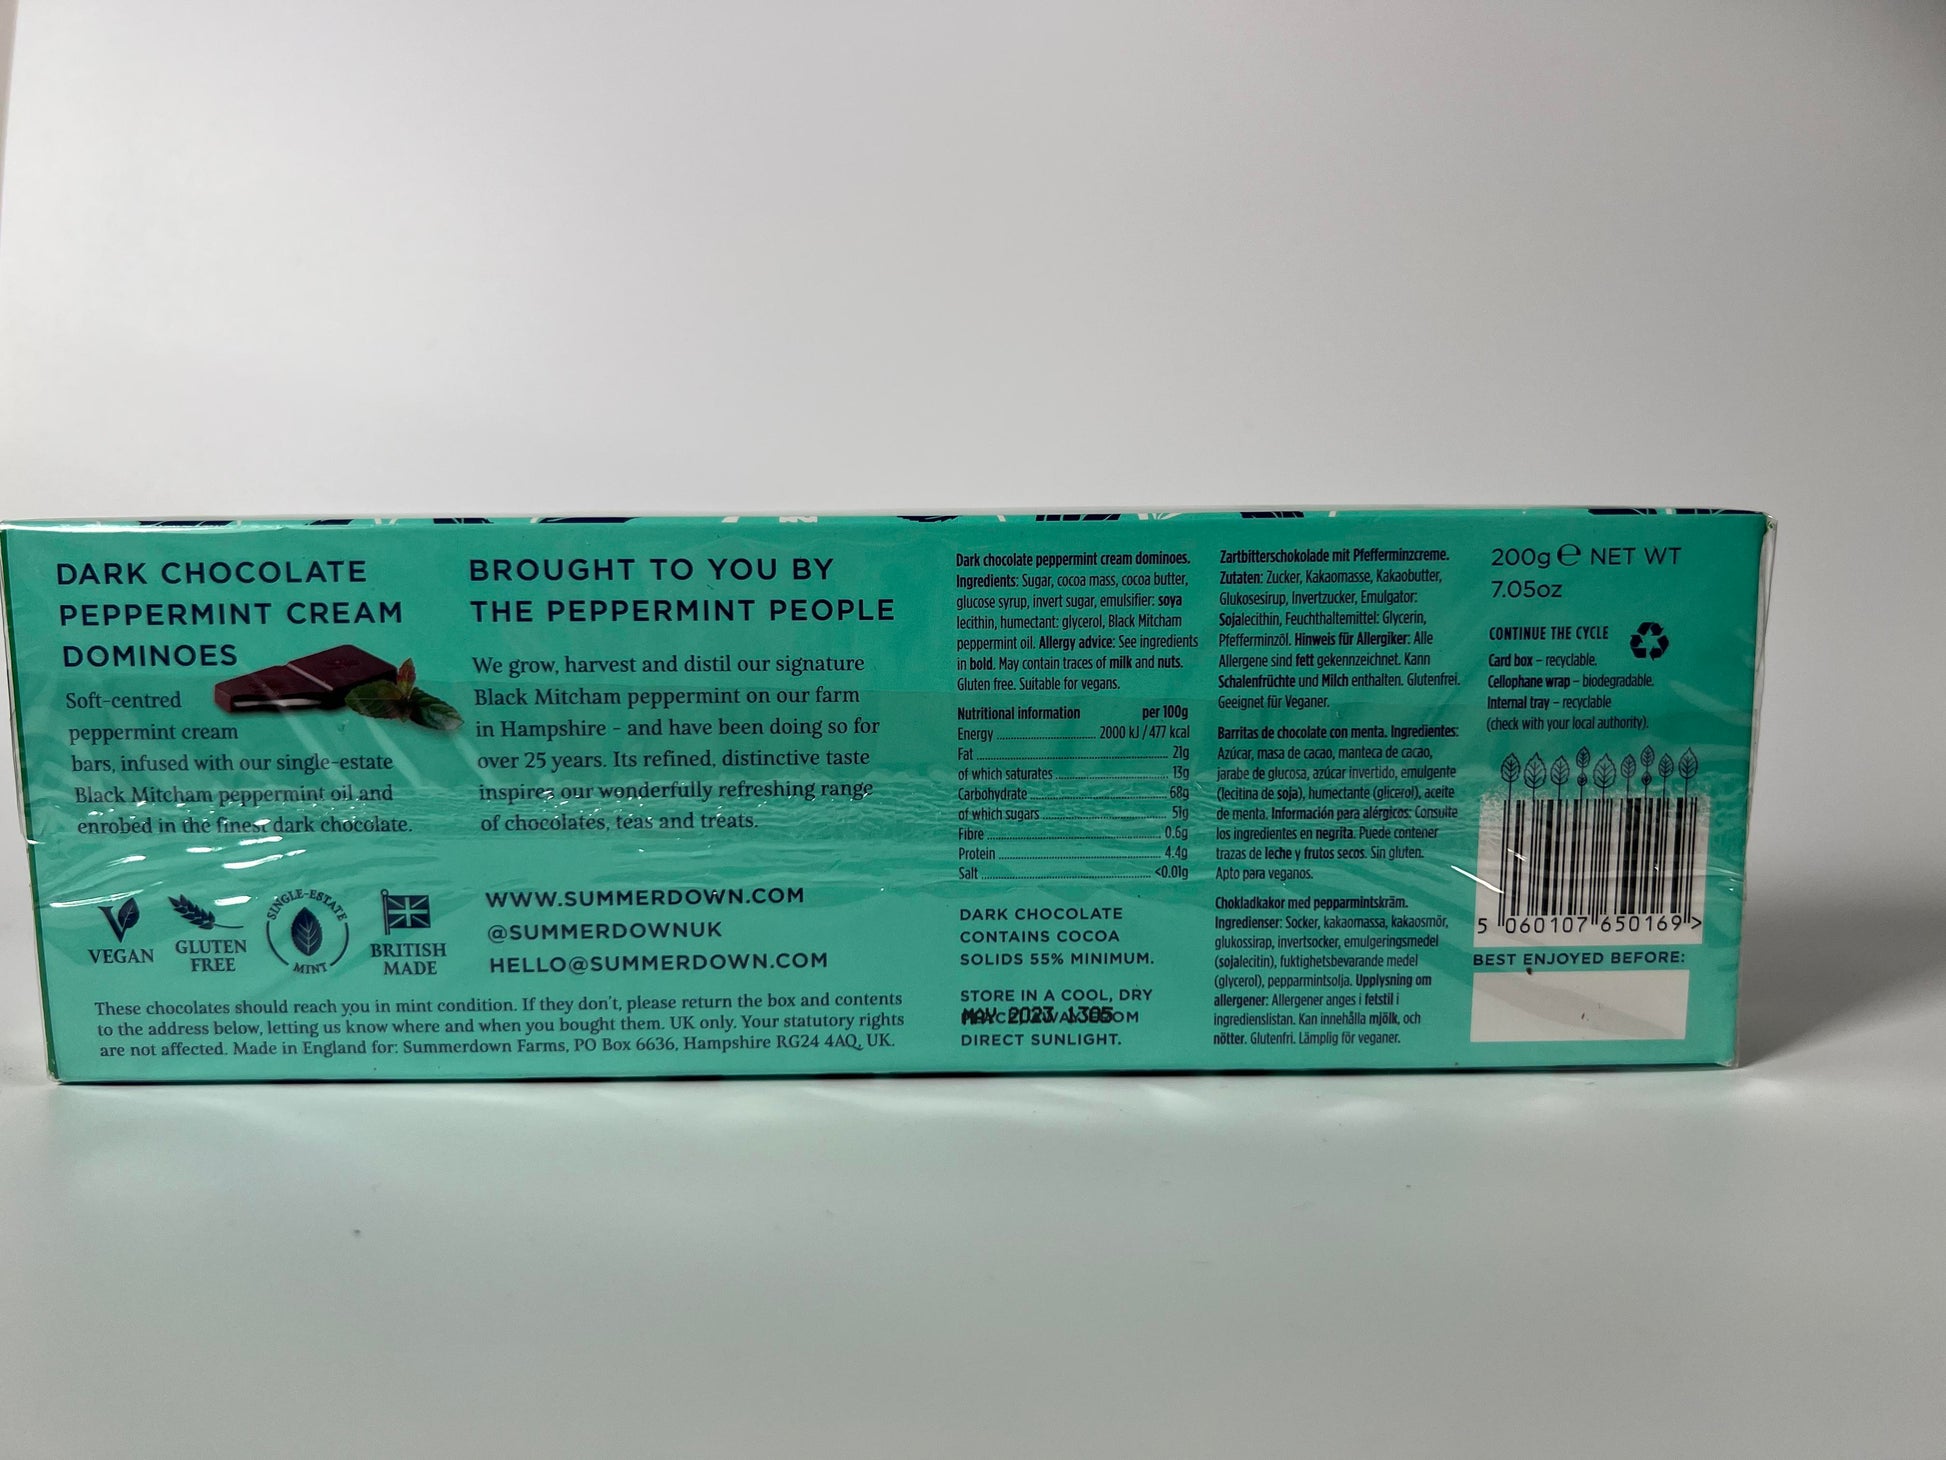 DARK CHOCOLATE
PEPPERMINT CREAM
DOMINOES
Soft-centred
peppermint cream
bars, infused with our single-estate
Black Mitcham peppermint oil and
enrobed in the finest dark chocolate.
VEGAN
GLUTEN
FREE
SINGLE-ESTATE
MINT
BRITISH
MADE
BROUGHT TO YOU BY
THE PEPPERMINT PEOPLE
We grow, harvest and distil our signature
Black Mitcham peppermint on our farm
in Hampshire - and have been doing so for
over 25 years. Its refined, distinctive taste
inspires our wonderfully refreshing range
of chocolates, teas and treats.
WWW.SUMMERDOWN.COM
@SUMMERDOWNUK
HELLO@SUMMERDOWN.COM
These chocolates should reach you in mint condition. If they don't, please return the box and contents
to the address below, letting us know where and when you bought them. UK only. Your statutory rights
are not affected. Made in England for: Summerdown Farms, PO Box 6636, Hampshire RG24 4AQ, UK.
Dark chocolate peppermint cream dominoes.
Ingredients: Sugar, cocoa mass, cocoa butter,
glucose syrup, invert sugar, emulsifier: soya
lecithin, humectant: glycerol, Black Mitcham
peppermint oil. Allergy advice: See ingredients
in bold. May contain traces of milk and nuts.
Gluten free. Suitable for vegans.
Nutritional information per 100g
Energy 2000 kJ / 477 kcal
Fat 21g
of which saturates 13g
Carbohydrate 68g
of which sugars 51g
Fibre 0.6g
Protein 4.4g
Salt <0.01g
DARK CHOCOLATE
CONTAINS COCOA
SOLIDS 55% MINIMUM.
STORE IN A COOL, DRY
MAY 2023 1305
DIRECT SUNLIGHT.
Zartbitterschokolade mit Pfefferminzcreme.
Zutaten: Zucker, Kakaomasse, Kakaobutter,
Glukosesirup, Invertzucker, Emulgator:
Sojalecithin, Feuchthaltemittel: Glycerin,
Pfefferminzöl. Hinweis für Allergiker: Alle
Allergene sind fett gekennzeichnet. Kann
Schalenfrüchte und Milch enthalten. Glutenfrei.
Geeignet für Veganer.
Barritas de chocolate con menta. Ingredientes:
Azúcar, masa de cacao, manteca de cacao,
jarabe de glucosa, azúcar invertido, emulgente
(lecitina de soja), humectante (glicerol), aceite
de menta. Información para alérgicos: Consulte
los ingredientes en negrita. Puede contener
trazas de leche y frutos secos. Sin gluten.
Apto para veganos.
Chokladkakor med pepparmintskräm.
Ingredienser: Socker, kakaomassa, kakaosmör,
glukossirap, invertsocker, emulgeringsmedel
(sojalecitin), fuktighetsbevarande medel
(glycerol), pepparmintsolja. Upplysning om
allergener: Allergener anges i fetstil i
ingredienslistan. Kan innehålla mjölk, och
nötter. Glutenfri. Lämplig för veganer.
200g ℮ NET WT
7.05oz
CONTINUE THE CYCLE
Card box – recyclable.
Cellophane wrap – biodegradable.
Internal tray – recyclable
(check with your local authority).
5 060107 650169 >
BEST ENJOYED BEFORE: